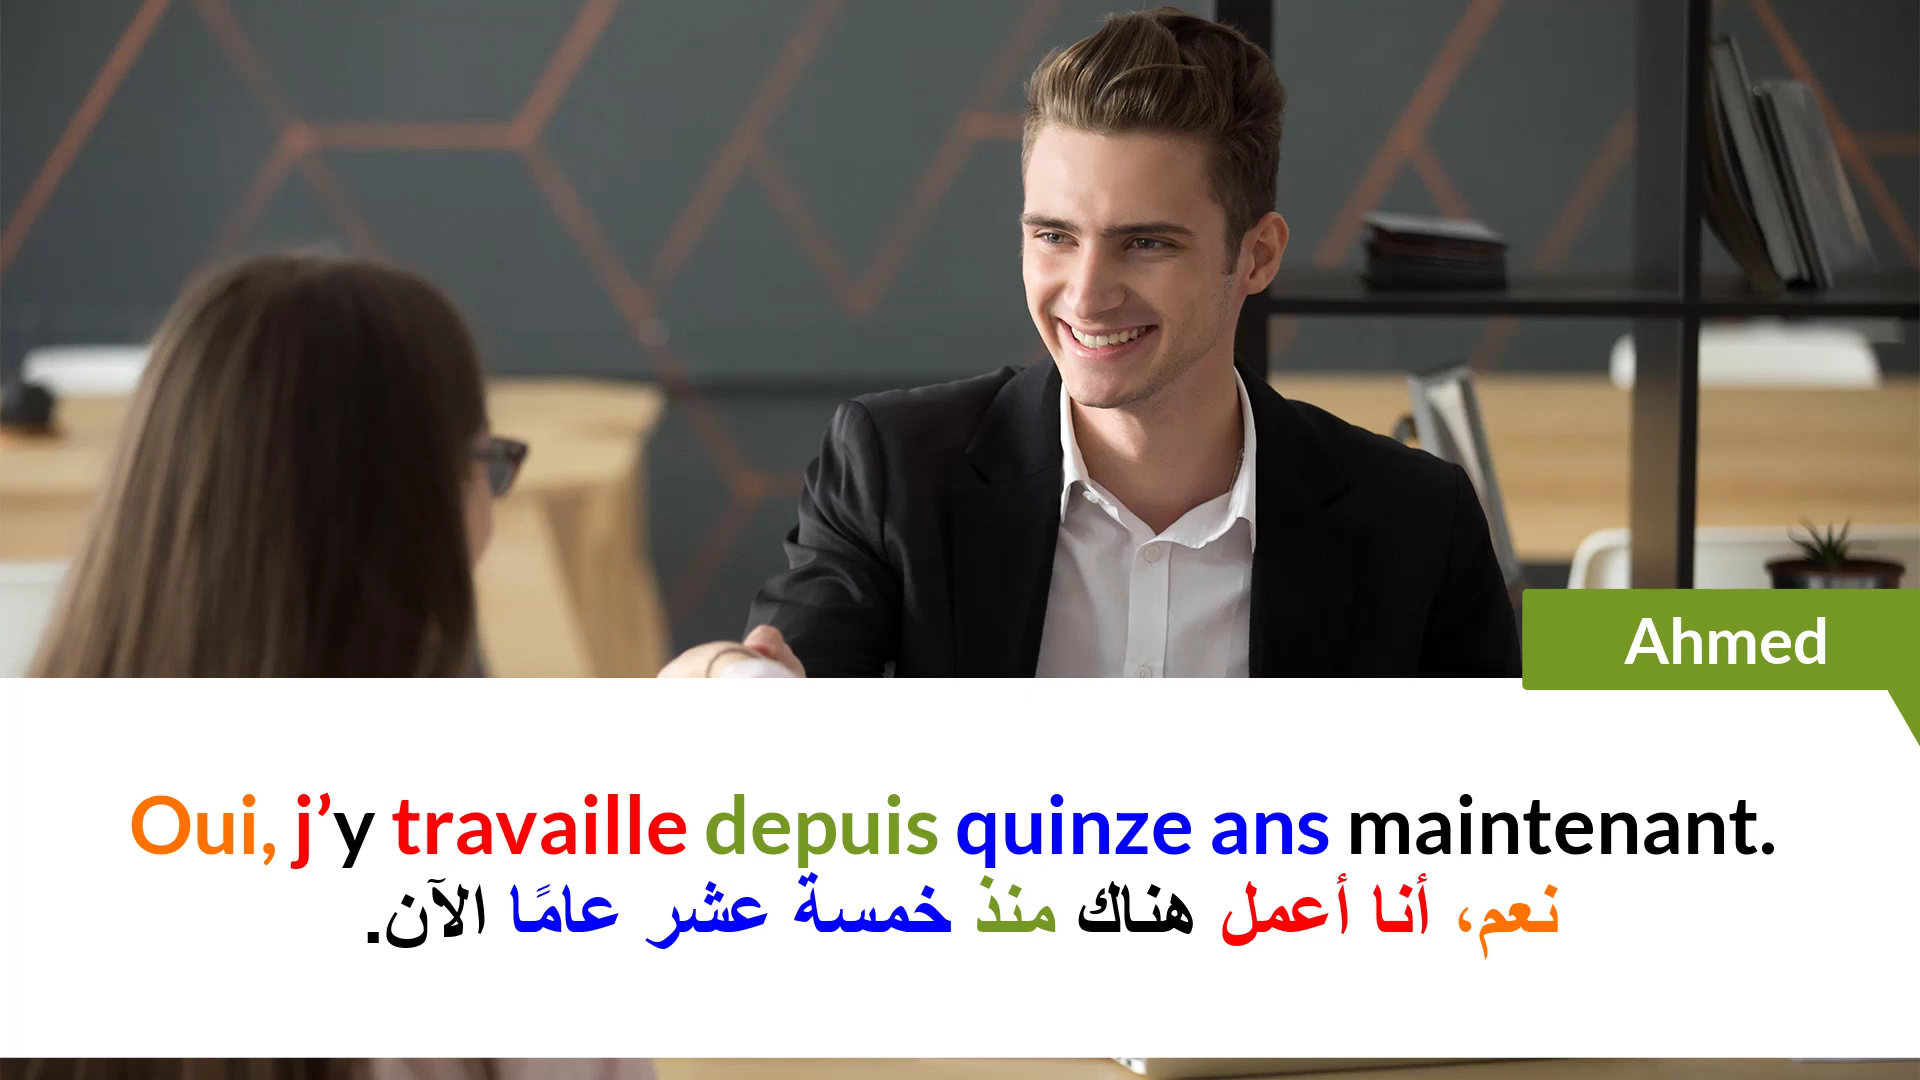 Ahmed
Oui, j’y travaille depuis quinze ans maintenant.
نعم، أنا أعمل هناك منذ خمسة عشر عامًا الآن.